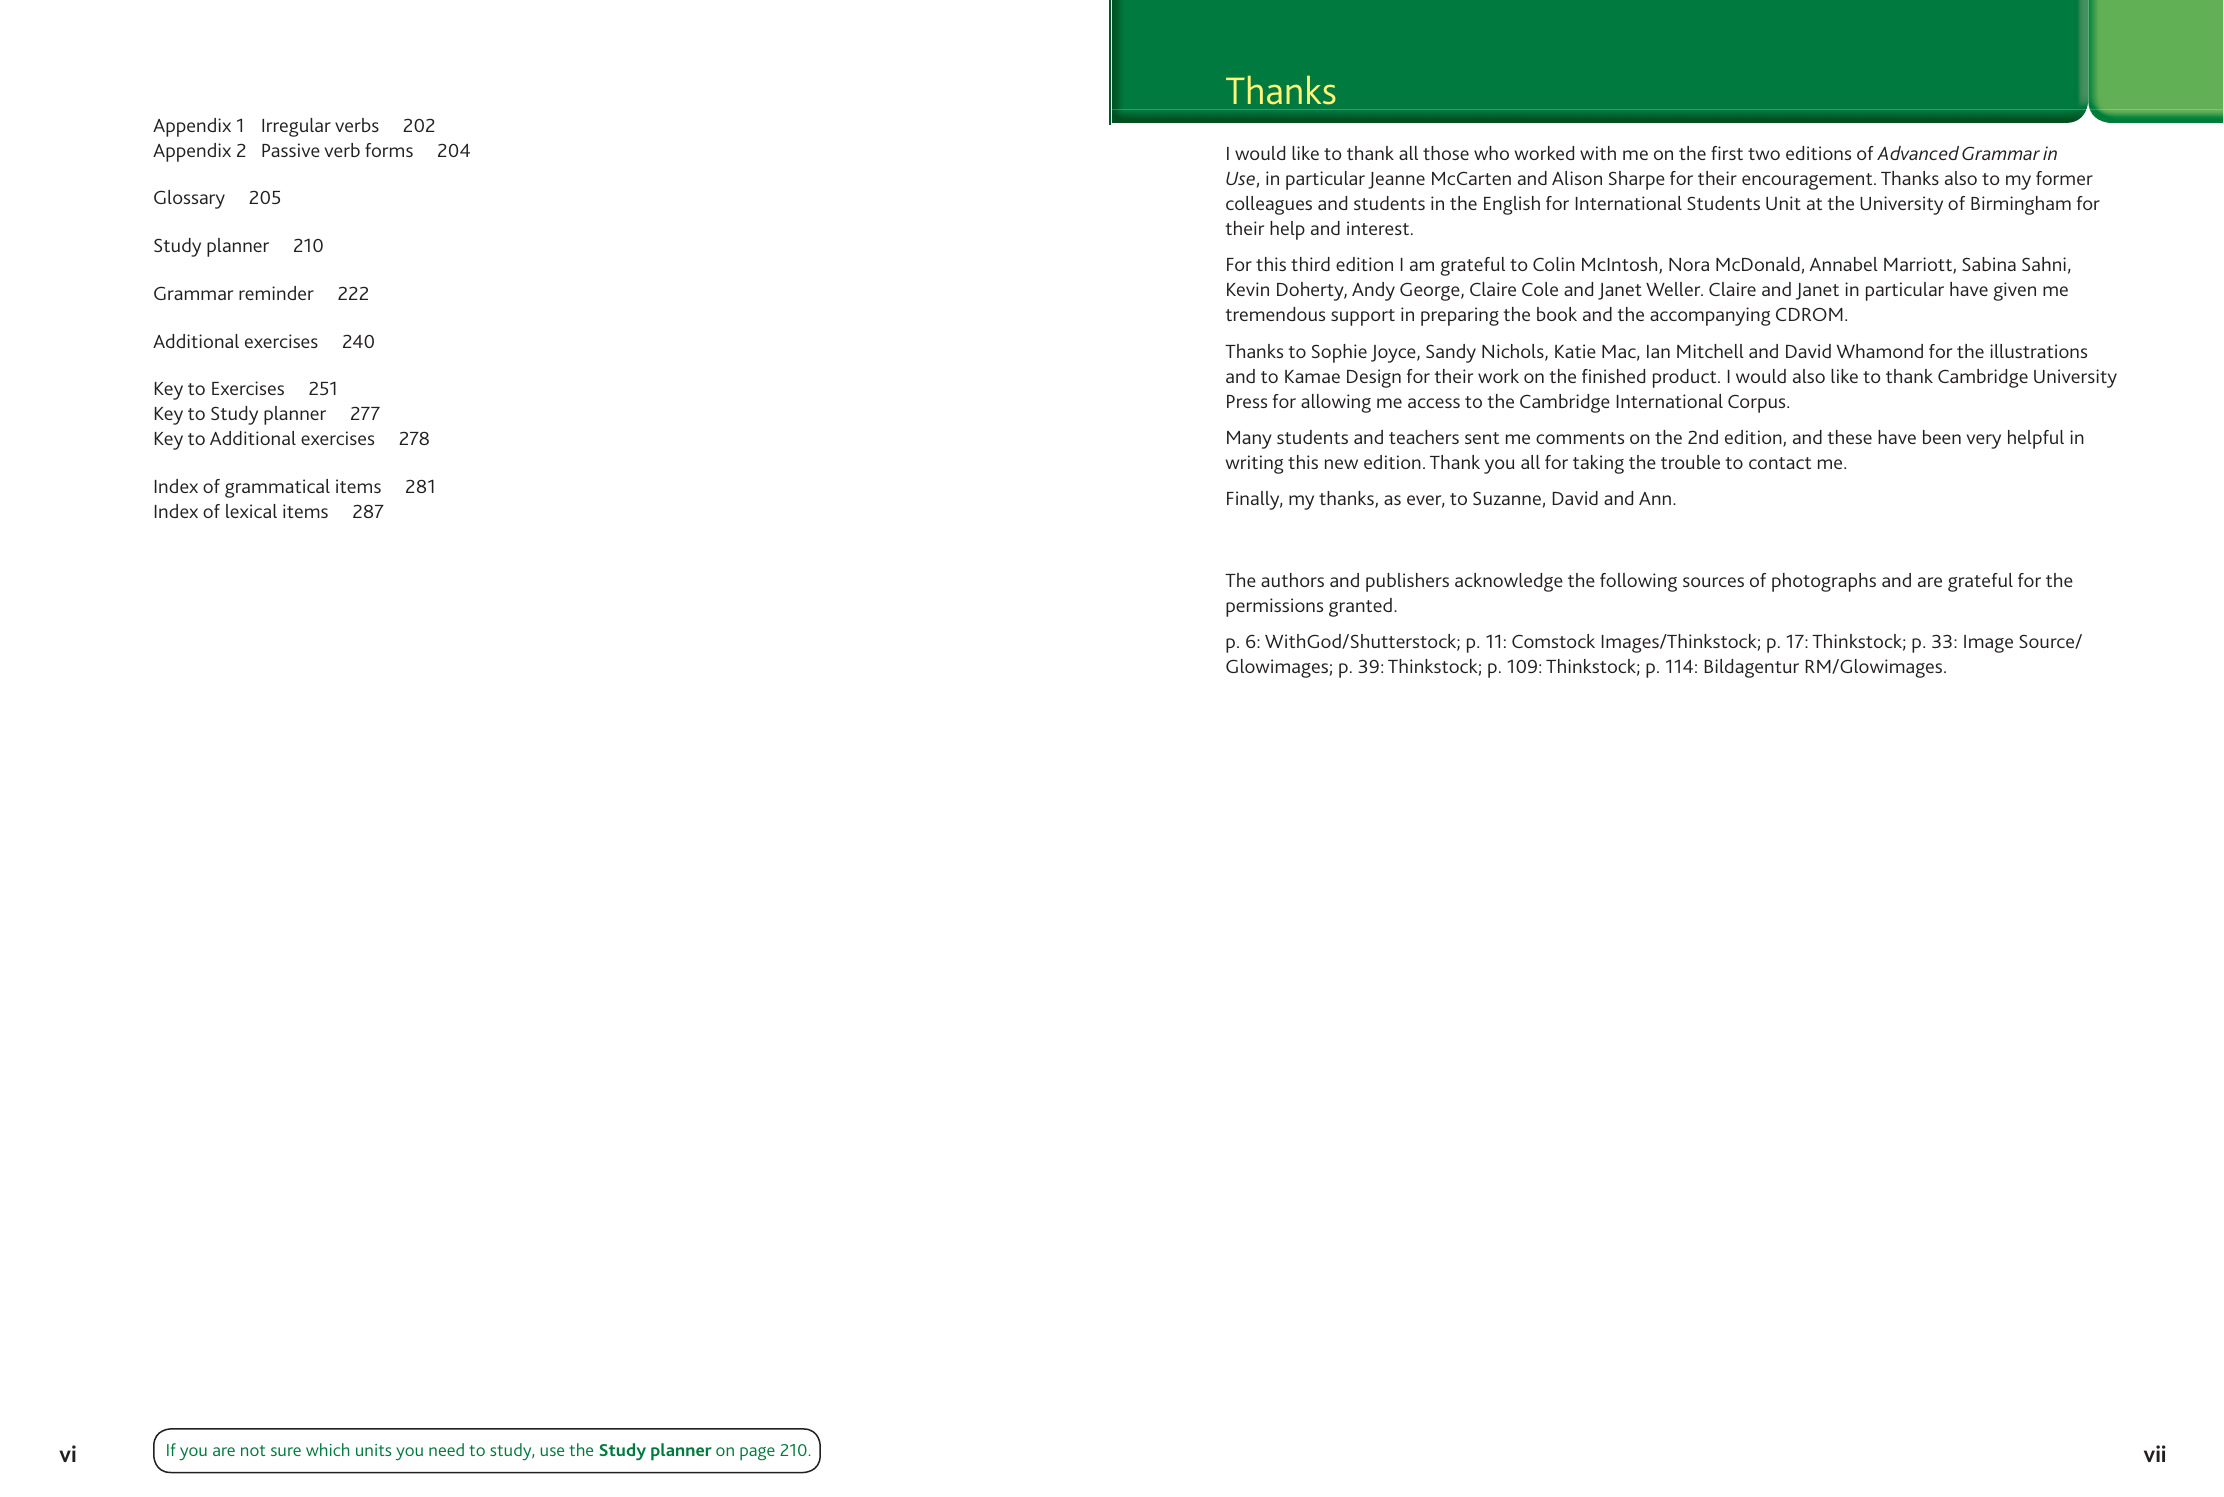 Appendix 1 Irregular verbs 202
Appendix 2 Passive verb forms 204
Glossary 205
Study planner 210
Grammar reminder 222
Additional exercises 240
Key to Exercises 251
Key to Study planner 277
Key to Additional exercises 278
Index of grammatical items 281
Index of lexical items 287
If you are not sure which units you need to study, use the Study planner on page 210.
vi
Thanks
I would like to thank all those who worked with me on the first two editions of Advanced Grammar in
Use, in particular Jeanne McCarten and Alison Sharpe for their encouragement. Thanks also to my former
colleagues and students in the English for International Students Unit at the University of Birmingham for
their help and interest.
For this third edition I am grateful to Colin McIntosh, Nora McDonald, Annabel Marriott, Sabina Sahni,
Kevin Doherty, Andy George, Claire Cole and Janet Weller. Claire and Janet in particular have given me
tremendous support in preparing the book and the accompanying CDROM.
Thanks to Sophie Joyce, Sandy Nichols, Katie Mac, Ian Mitchell and David Whamond for the illustrations
and to Kamae Design for their work on the finished product. I would also like to thank Cambridge University
Press for allowing me access to the Cambridge International Corpus.
Many students and teachers sent me comments on the 2nd edition, and these have been very helpful in
writing this new edition. Thank you all for taking the trouble to contact me.
Finally, my thanks, as ever, to Suzanne, David and Ann.
The authors and publishers acknowledge the following sources of photographs and are grateful for the
permissions granted.
p. 6: WithGod/Shutterstock; p. 11: Comstock Images/Thinkstock; p. 17: Thinkstock; p. 33: Image Source/
Glowimages; p. 39: Thinkstock; p. 109: Thinkstock; p. 114: Bildagentur RM/Glowimages.
vii